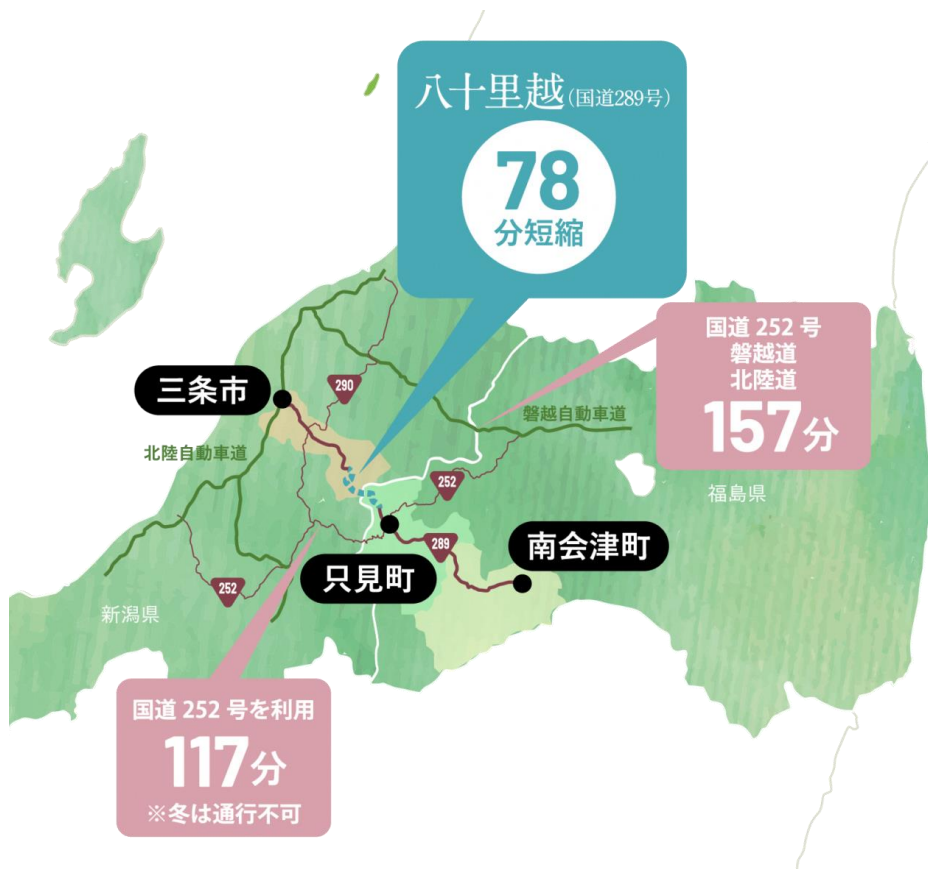 八十里越(国道289号)
78
分短縮
国道 252 号
磐越道
北陸道
157分
三条市
290
磐越自動車道
北陸自動車道
252
福島県
289
南会津町
只見町
252
新潟県
国道 252 号を利用
117分
※冬は通行不可